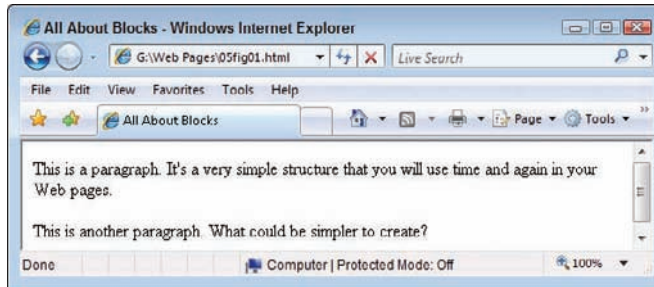 All About Blocks - Windows Internet Explorer
G:\Web Pages\05fig01.html
Live Search
File Edit View Favorites Tools Help
All About Blocks
Page Tools
This is a paragraph. It's a very simple structure that you will use time and again in your
Web pages.
This is another paragraph. What could be simpler to create?
Done
Computer | Protected Mode: Off
100%